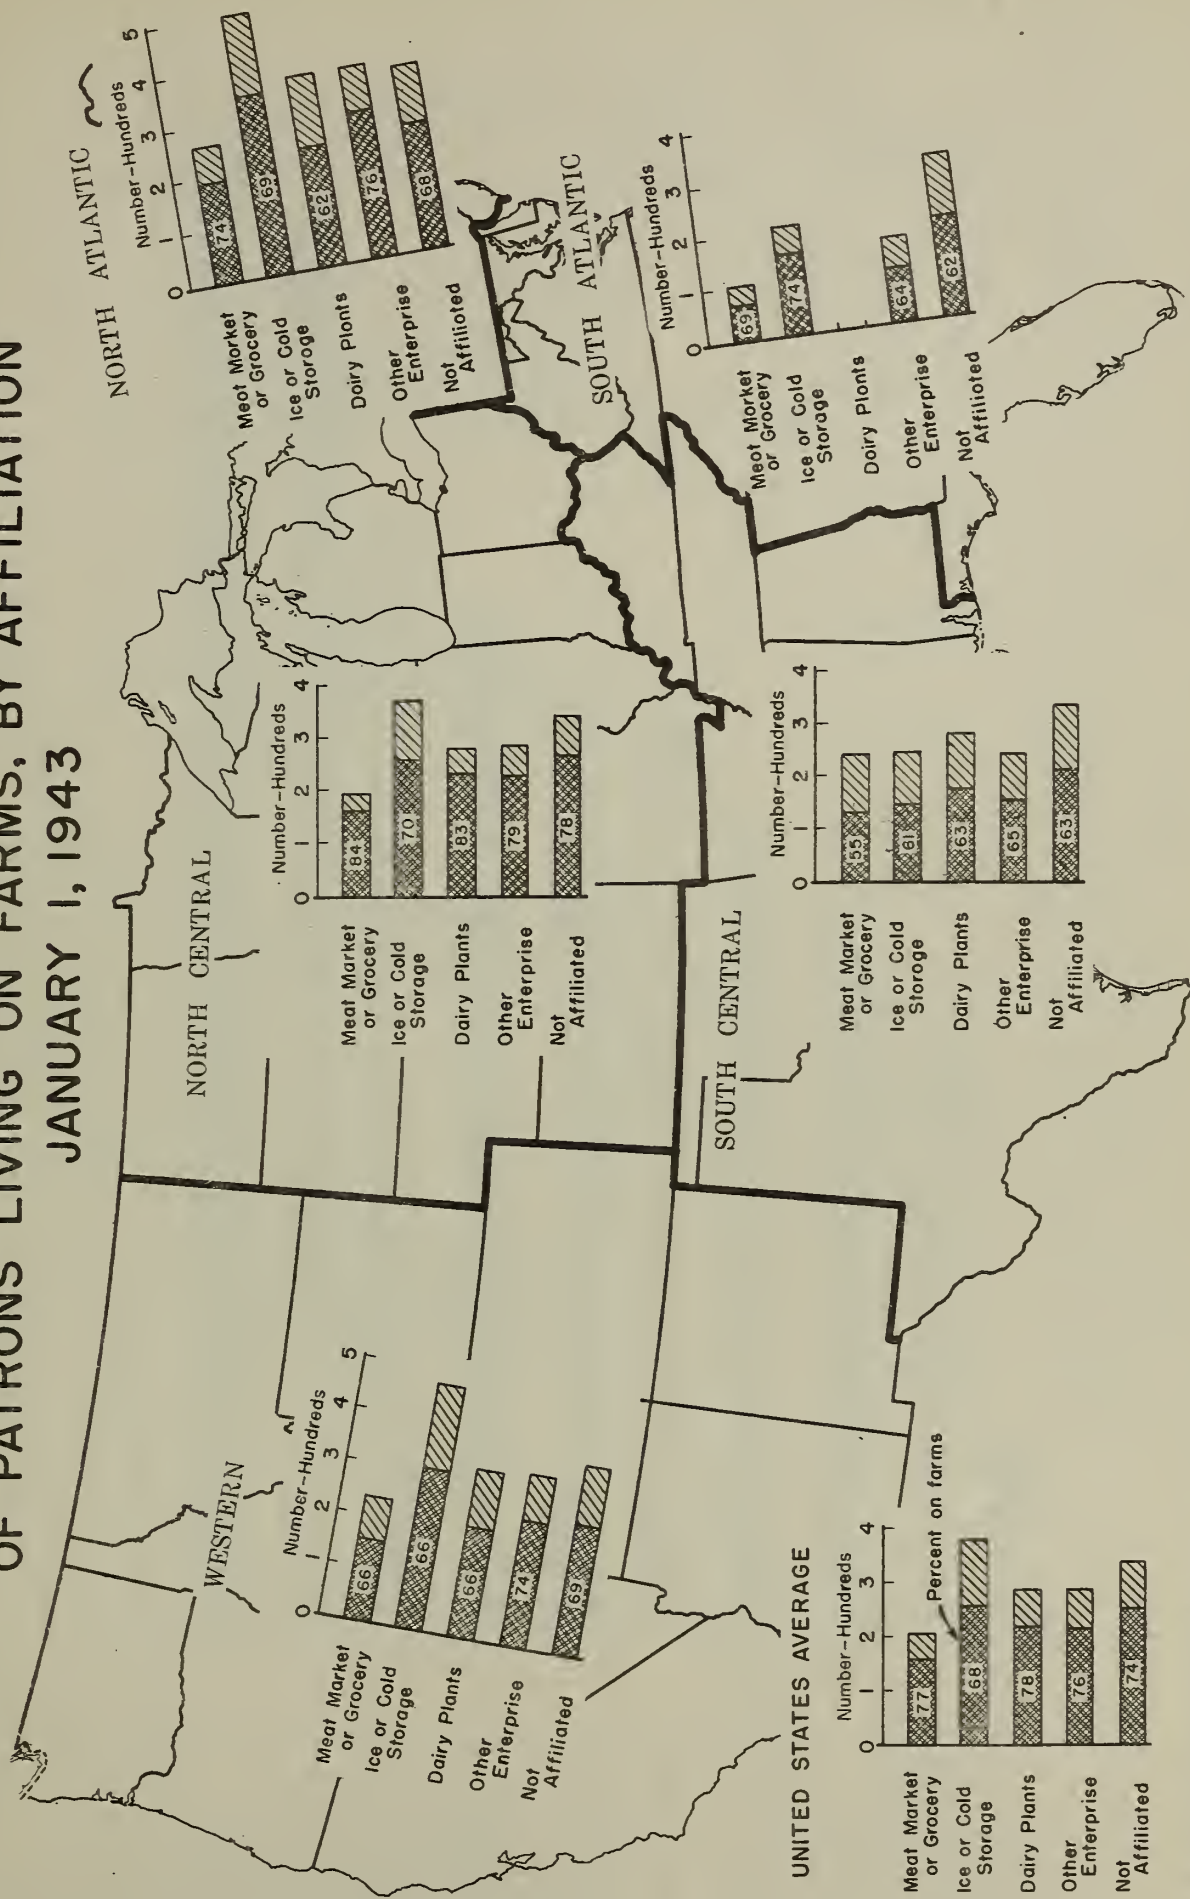 OF PATRONS LIVING ON FARMS, BY AFFILIATION
JANUARY 1, 1943
WESTERN
Number-Hundreds
0 1 2 3 4 5
Meat Market
or Grocery
66
Ice or Cold
Storage
66
Dairy Plants
66
Other
Enterprise
74
Not
Affiliated
69
NORTH CENTRAL
Number-Hundreds
0 1 2 3 4
Meat Market
or Grocery
84
Ice or Cold
Storage
70
Dairy Plants
83
Other
Enterprise
79
Not
Affiliated
78
NORTH ATLANTIC
Number-Hundreds
0 1 2 3 4 5
Meat Market
or Grocery
74
Ice or Cold
Storage
69
Dairy Plants
62
Other
Enterprise
76
Not
Affiliated
68
UNITED STATES AVERAGE
Number-Hundreds
0 1 2 3 4
Percent on farms
Meat Market
or Grocery
77
Ice or Cold
Storage
68
Dairy Plants
78
Other
Enterprise
76
Not
Affiliated
74
SOUTH CENTRAL
Number-Hundreds
0 1 2 3 4
Meat Market
or Grocery
55
Ice or Cold
Storage
61
Dairy Plants
63
Other
Enterprise
65
Not
Affiliated
63
SOUTH ATLANTIC
Number-Hundreds
0 1 2 3 4
Meat Market
or Grocery
69
Ice or Cold
Storage
74
Dairy Plants
Other
Enterprise
64
Not
Affiliated
62